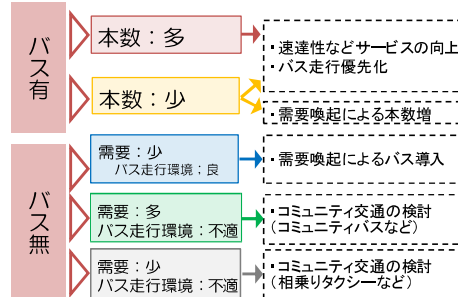 バス有
本数：多
・速達性などサービスの向上
・バス走行優先化
本数：少
・需要喚起による本数増
バス無
需要：少
バス走行環境：良
・需要喚起によるバス導入
需要：多
バス走行環境：不適
・コミュニティ交通の検討
（コミュニティバスなど）
需要：少
バス走行環境：不適
・コミュニティ交通の検討
（相乗りタクシーなど）